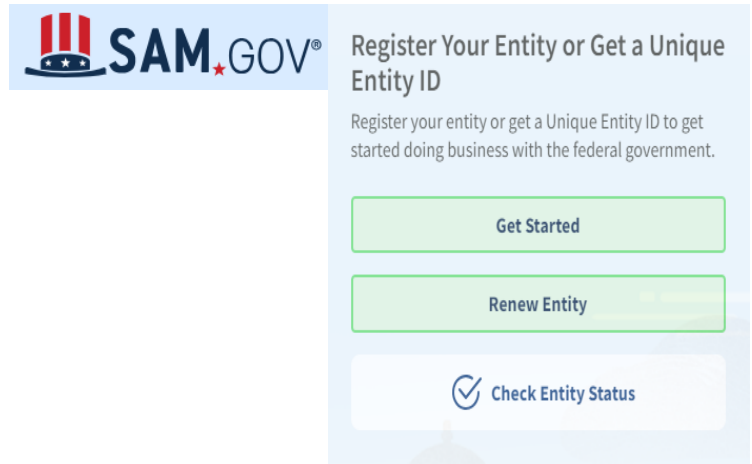 SAM.GOV®
Register Your Entity or Get a Unique
Entity ID
Register your entity or get a Unique Entity ID to get
started doing business with the federal government.
Get Started
Renew Entity
Check Entity Status